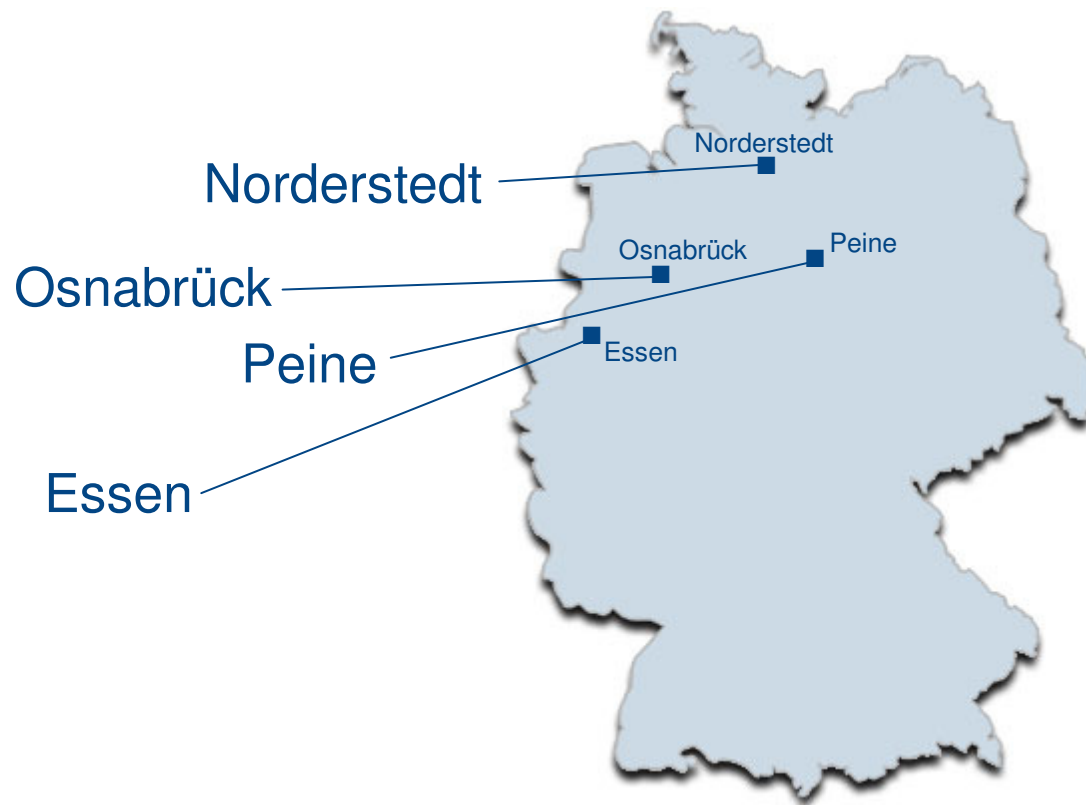 Norderstedt
Norderstedt
Osnabrück
Peine
Osnabrück
Peine
Essen
Essen